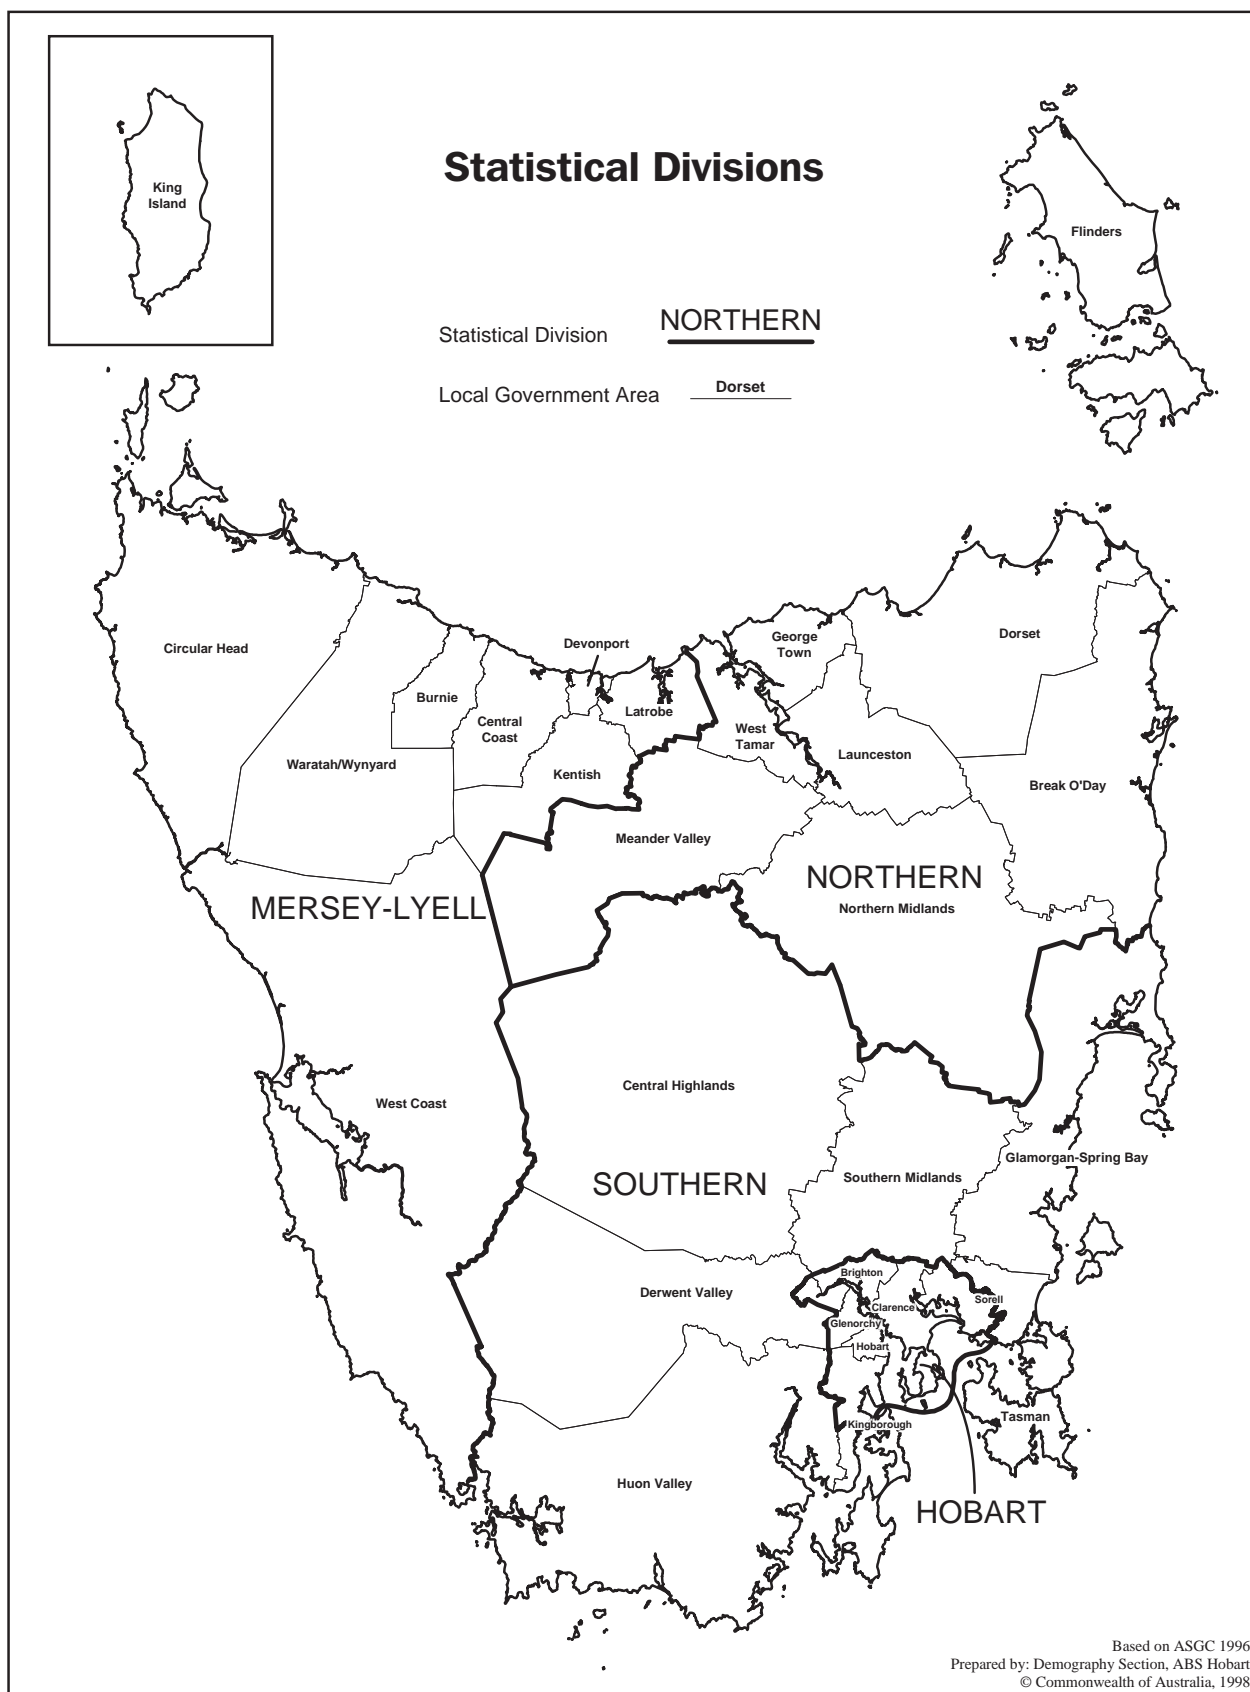 Statistical Divisions
King
Island
Flinders
Statistical Division NORTHERN
Local Government Area Dorset
Circular Head
Devonport
George
Town
Dorset
Burnie
Central
Coast
Latrobe
West
Tamar
Launceston
Waratah/Wynyard
Kentish
Break O'Day
Meander Valley
NORTHERN
MERSEY-LYELL
Northern Midlands
Central Highlands
West Coast
Glamorgan-Spring Bay
SOUTHERN
Southern Midlands
Brighton
Derwent Valley
Sorell
Clarence
Glenorchy
Hobart
Tasman
Kingborough
Huon Valley
HOBART
Based on ASGC 1996
Prepared by: Demography Section, ABS Hobart
© Commonwealth of Australia, 1998